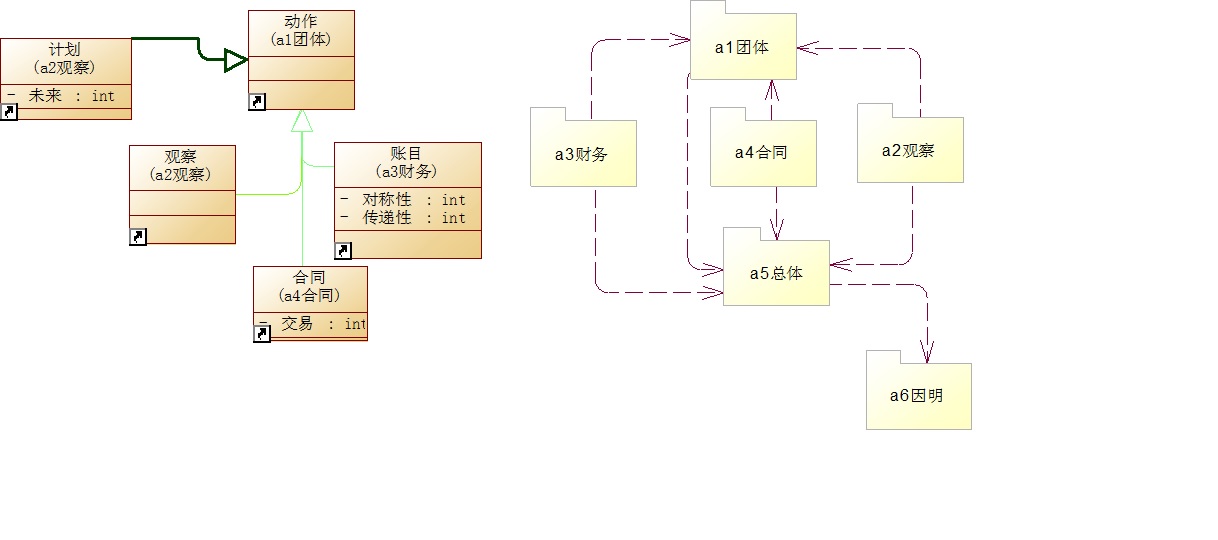 动作
(a1团体)
计划
(a2观察)
- 未来 : int
观察
(a2观察)
账目
(a3财务)
- 对称性 : int
- 传递性 : int
合同
(a4合同)
- 交易 : int
a1团体
a3财务
a4合同
a2观察
a5总体
a6因明